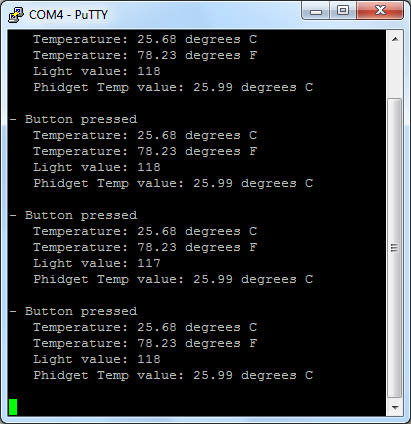 COM4 - PuTTY
Temperature: 25.68 degrees C
Temperature: 78.23 degrees F
Light value: 118
Phidget Temp value: 25.99 degrees C
- Button pressed
Temperature: 25.68 degrees C
Temperature: 78.23 degrees F
Light value: 118
Phidget Temp value: 25.99 degrees C
- Button pressed
Temperature: 25.68 degrees C
Temperature: 78.23 degrees F
Light value: 117
Phidget Temp value: 25.99 degrees C
- Button pressed
Temperature: 25.68 degrees C
Temperature: 78.23 degrees F
Light value: 118
Phidget Temp value: 25.99 degrees C